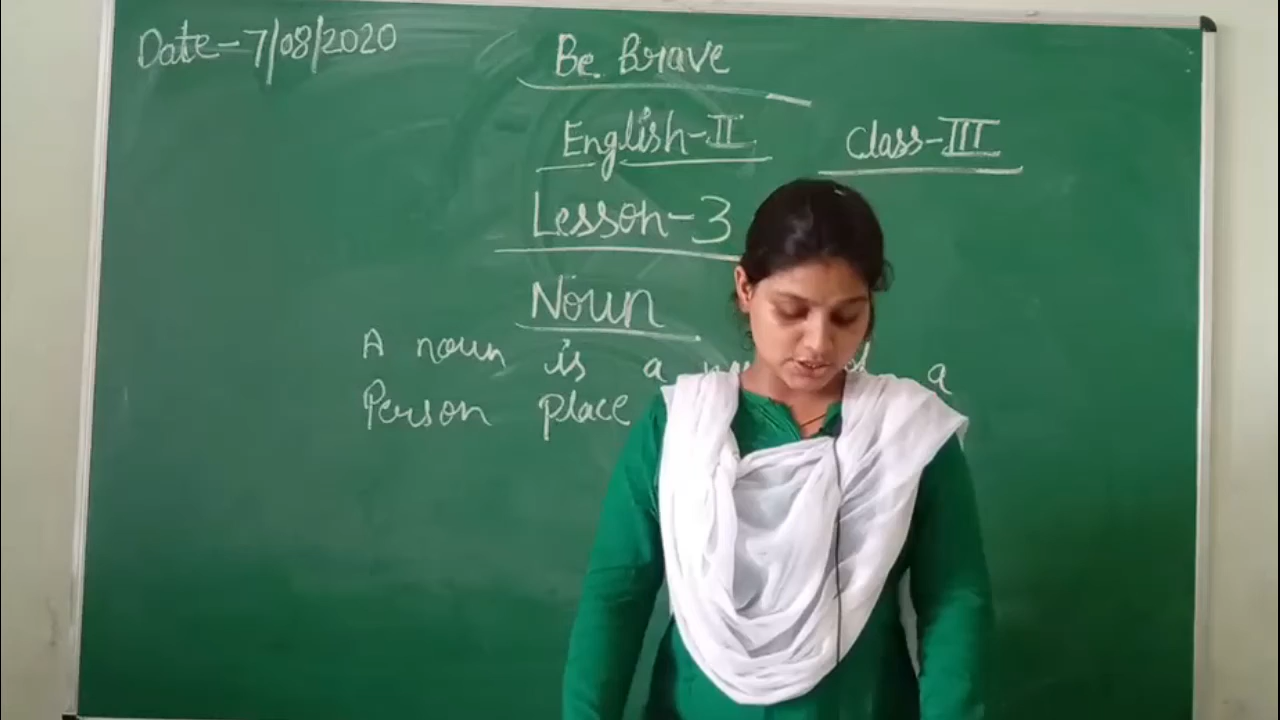 Date-7/08/2020
Be Brave
English-II Class-III
Lesson-3
Noun
A noun is a a
Person place